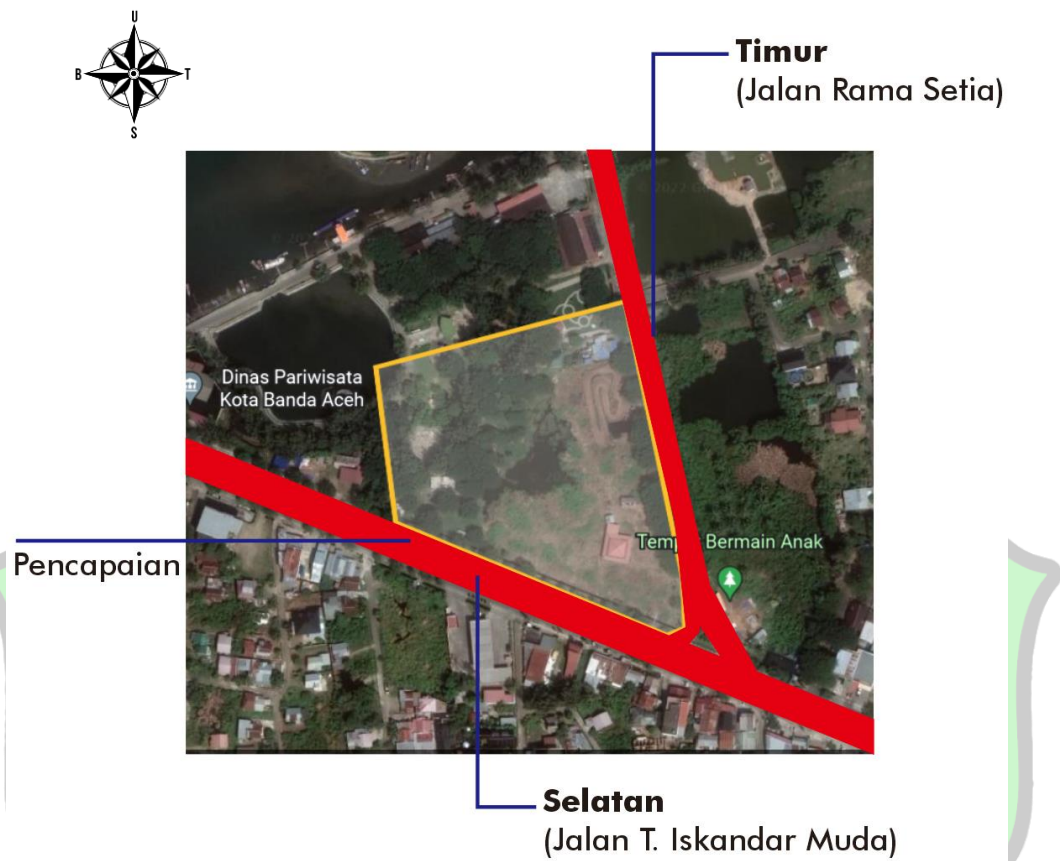 U
B
T
S
Timur
(Jalan Rama Setia)
Dinas Pariwisata
Kota Banda Aceh
Pencapaian
Bermain Anak
Selatan
(Jalan T. Iskandar Muda)